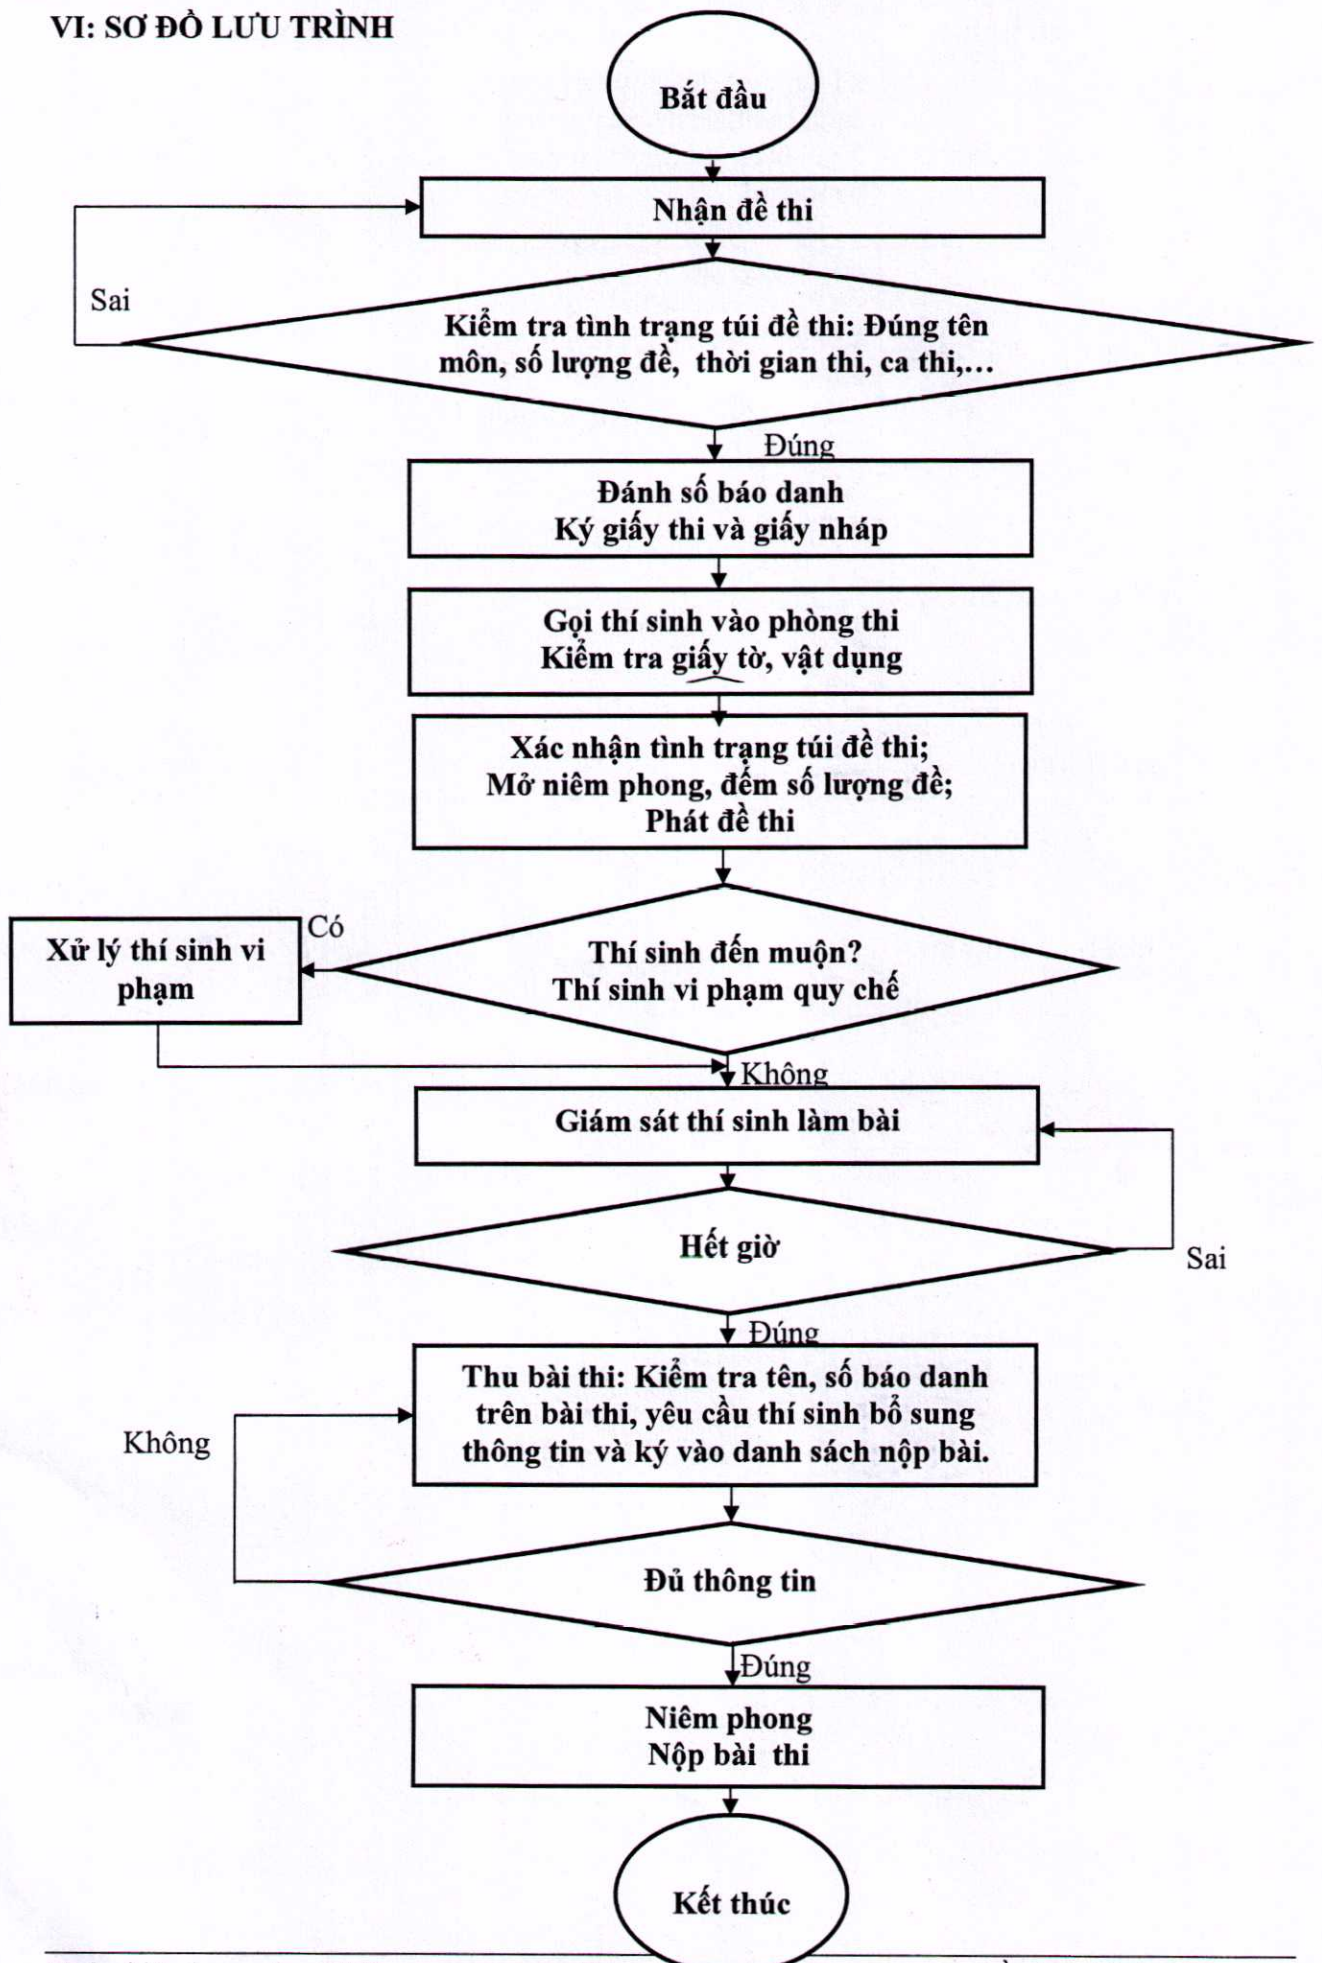 VI: SƠ ĐỒ LƯU TRÌNH
Bắt đầu
Nhận đề thi
Sai
Kiểm tra tình trạng túi đề thi: Đúng tên
môn, số lượng đề, thời gian thi, ca thi,...
Đúng
Đánh số báo danh
Ký giấy thi và giấy nháp
Gọi thí sinh vào phòng thi
Kiểm tra giấy tờ, vật dụng
Xác nhận tình trạng túi đề thi;
Mở niêm phong, đếm số lượng đề;
Phát đề thi
Có
Xử lý thí sinh vi
phạm
Thí sinh đến muộn?
Thí sinh vi phạm quy chế
Không
Giám sát thí sinh làm bài
Hết giờ
Sai
Đúng
Thu bài thi: Kiểm tra tên, số báo danh
trên bài thi, yêu cầu thí sinh bổ sung
thông tin và ký vào danh sách nộp bài.
Không
Đủ thông tin
Đúng
Niêm phong
Nộp bài thi
Kết thúc